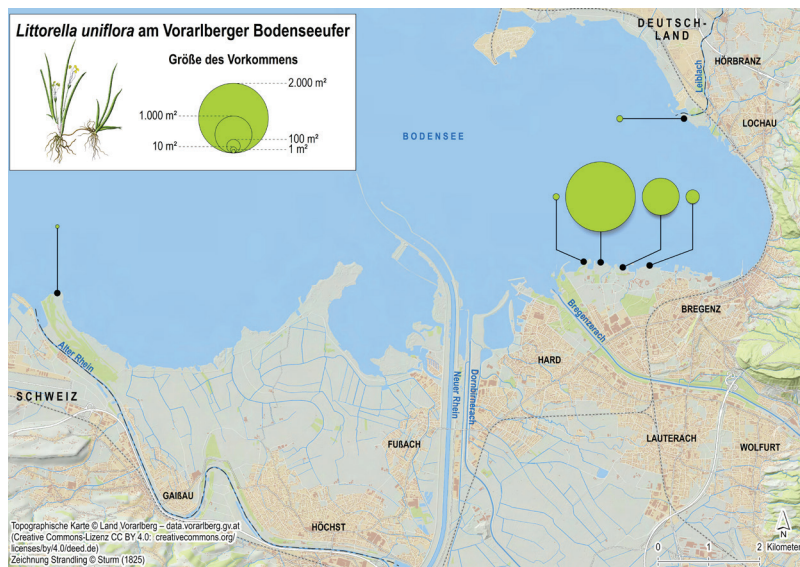 Littorella uniflora am Vorarlberger Bodenseeufer
Größe des Vorkommens
2.000 m²
1.000 m²
100 m²
10 m²
1 m²
DEUTSCH-
LAND
HÖRBRANZ
Leiblach
LOCHAU
BODENSEE
BREGENZ
Bregenzerach
HARD
Alter Rhein
Neuer Rhein
Dornbirnerach
SCHWEIZ
FUẞACH
LAUTERACH
WOLFURT
GAIẞAU
HÖCHST
Topographische Karte © Land Vorarlberg – data.vorarlberg.gv.at
(Creative Commons-Lizenz CC BY 4.0: creativecommons.org/
licenses/by/4.0/deed.de)
Zeichnung Strandling © Sturm (1825)
N
0 1 2
Kilometer